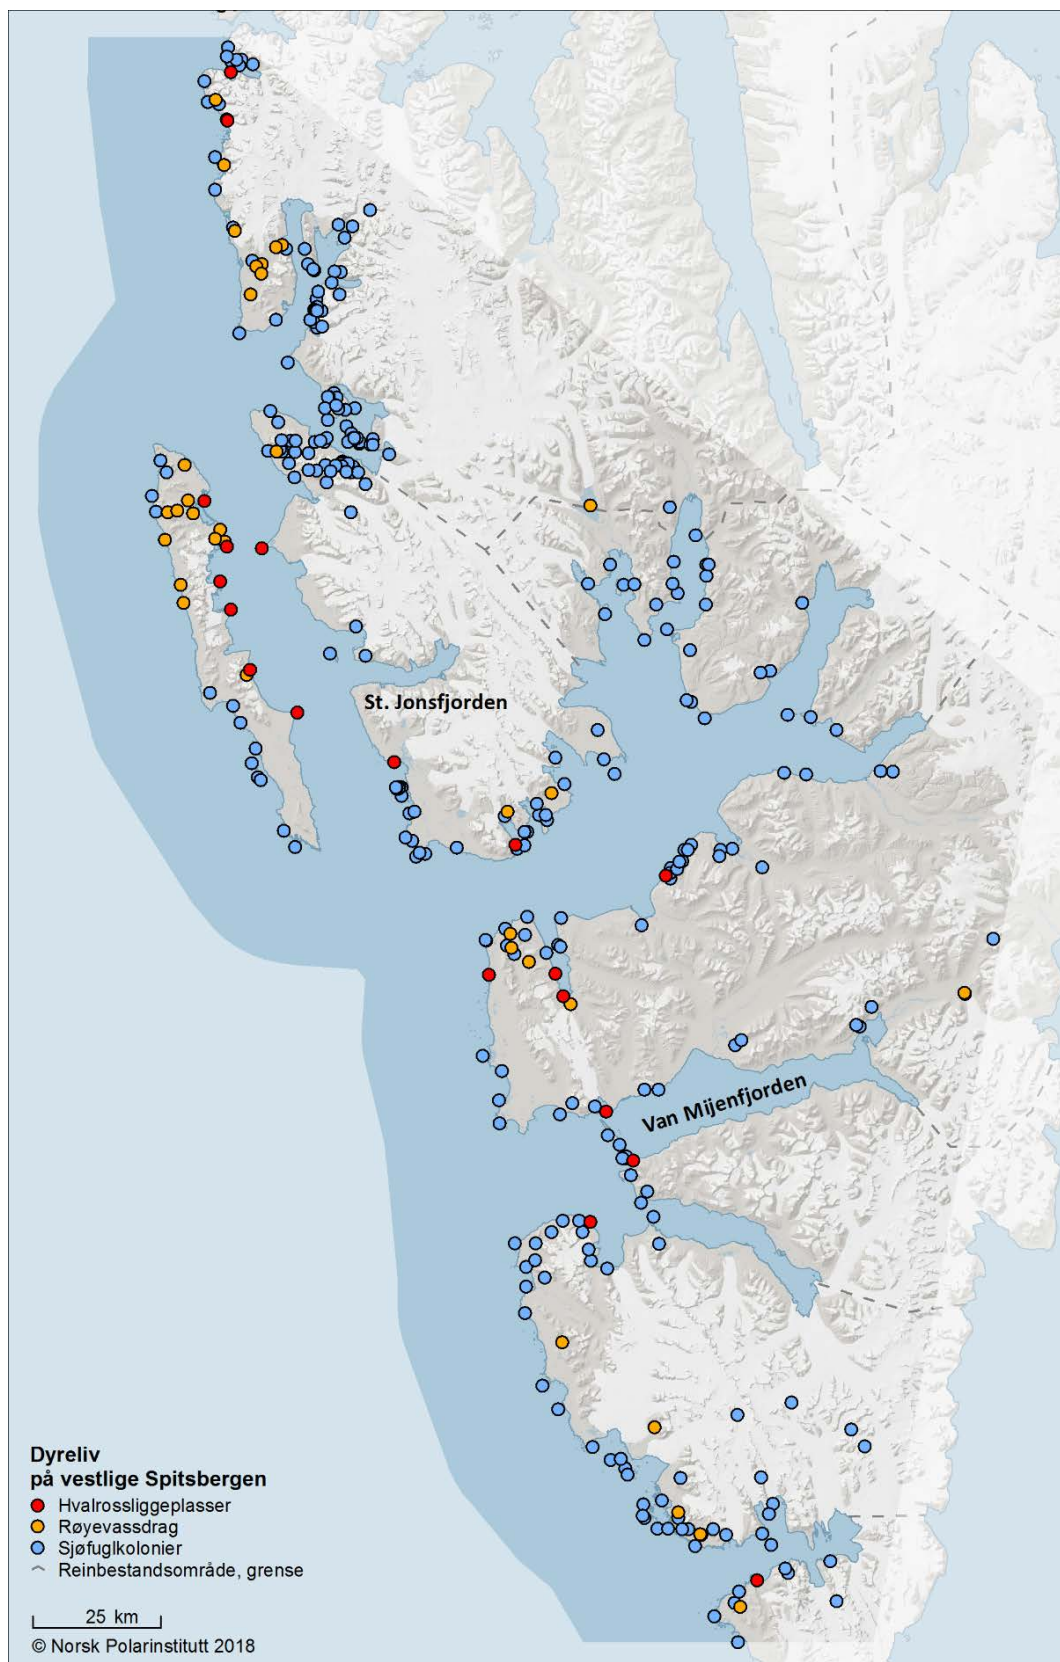 St. Jonsfjorden
Van Mijenfjorden
Dyreliv
på vestlige Spitsbergen
Hvalrossliggeplasser
Røyevassdrag
Sjøfuglkolonier
Reinbestandsområde, grense
25 km
© Norsk Polarinstitutt 2018